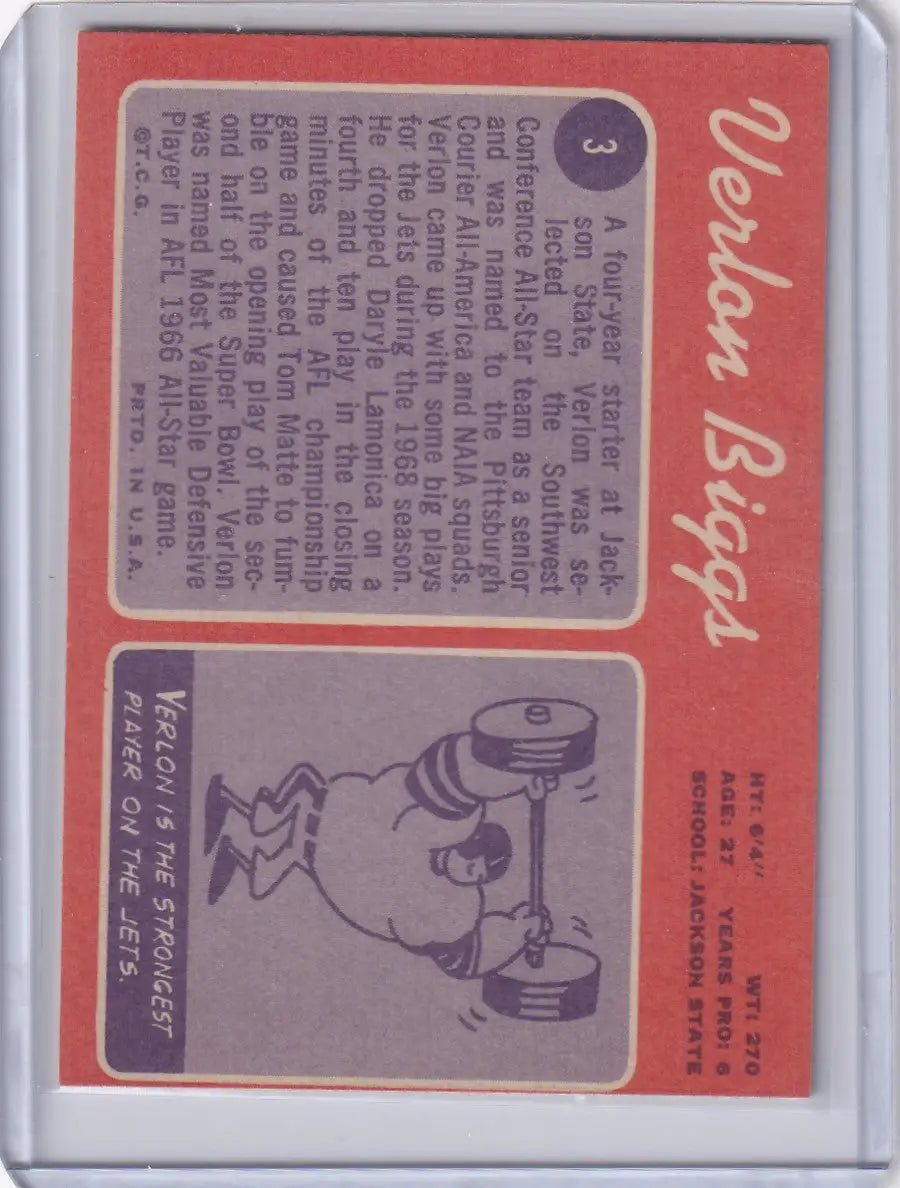 Verlon Biggs
HT: 6'4" WT: 270
AGE: 27 YEARS PRO: 6
SCHOOL: JACKSON STATE
3
A four-year starter at Jack-
son State, Verlon was se-
lected on the Southwest
Conference All-Star team as a senior
and was named to the Pittsburgh
Courier All-America and NAIA squads.
Verlon came up with some big plays
for the Jets during the 1968 season.
He dropped Daryle Lamonica on a
fourth and ten play in the closing
minutes of the AFL championship
game and caused Tom Matte to fum-
ble on the opening play of the sec-
ond half of the Super Bowl. Verlon
was named Most Valuable Defensive
Player in AFL 1966 All-Star game.
©T.C.G. PRTD. IN U.S.A.
VERLON IS THE STRONGEST
PLAYER ON THE JETS.